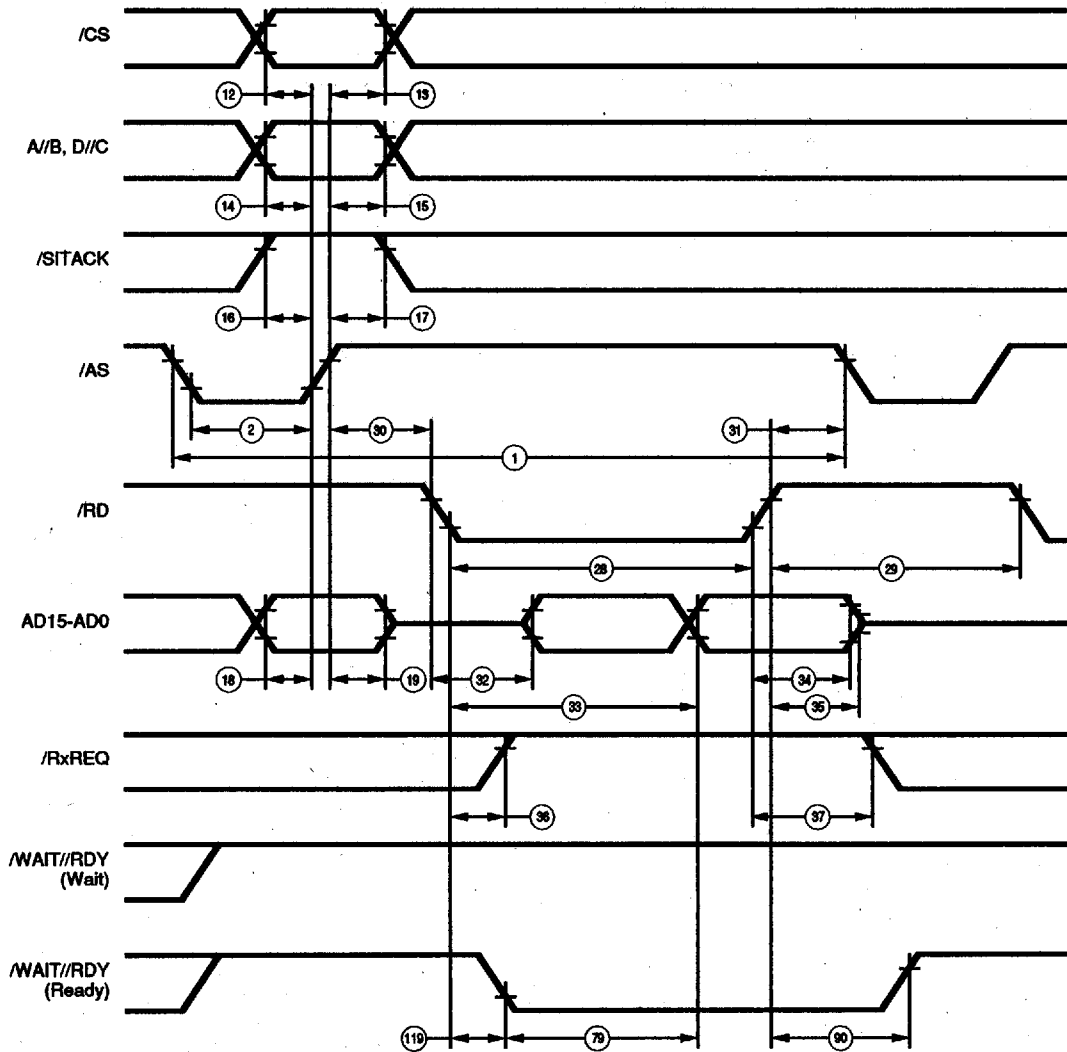 /CS
12 13
A//B, D//C
14 15
/SITACK
16 17
/AS
2 30 31
1
/RD
28 29
AD15-AD0
18 19 32 34
33 35
/RxREQ
36 37
/WAIT//RDY
(Wait)
/WAIT//RDY
(Ready)
119 79 90